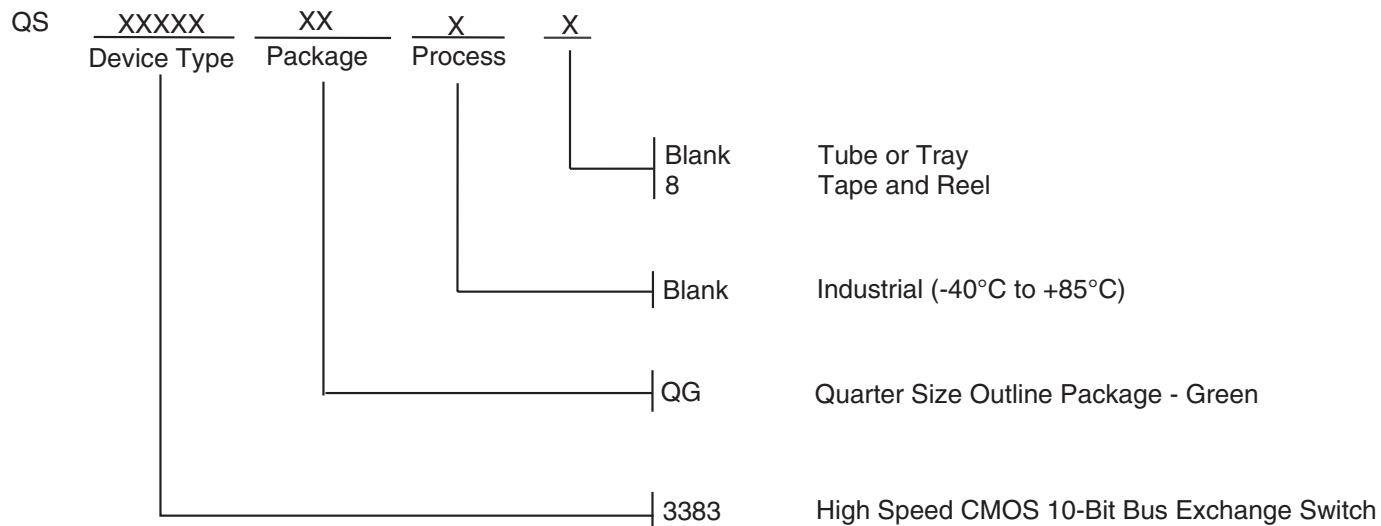 QS XXXXX XX X X
Device Type Package Process
Blank Tube or Tray
8 Tape and Reel
Blank Industrial (-40°C to +85°C)
QG Quarter Size Outline Package - Green
3383 High Speed CMOS 10-Bit Bus Exchange Switch